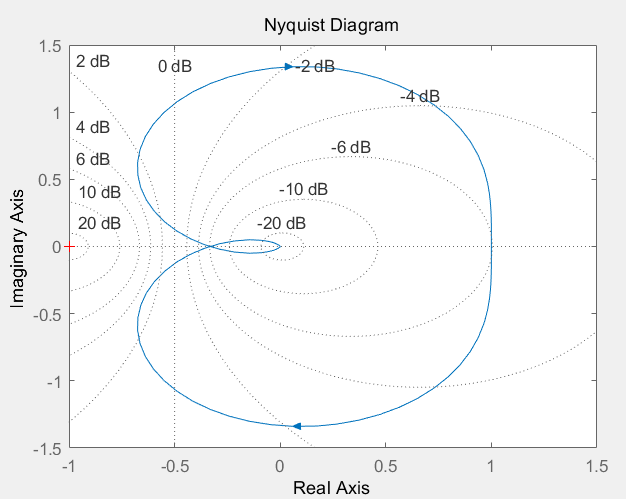 Nyquist Diagram
1.5
2 dB
0 dB
-2 dB
-4 dB
1
4 dB
6 dB
-6 dB
0.5
10 dB
-10 dB
20 dB
-20 dB
0
-0.5
-1
-1.5
-1
-0.5
0
0.5
1
1.5
Real Axis
Imaginary Axis